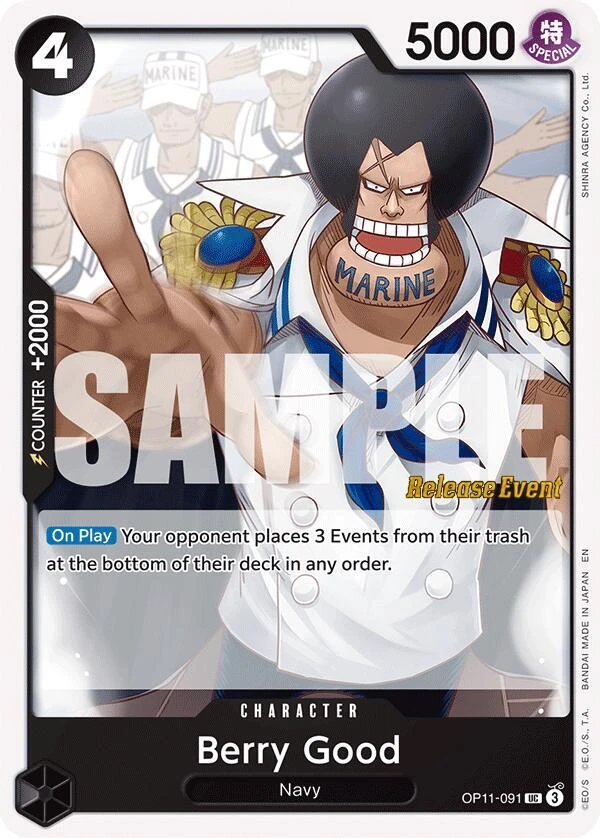 4
5000
特
SPECIAL
MARINE
MARINE
MARINE
COUNTER +2000
SAMPLE
Release Event
On Play Your opponent places 3 Events from their trash
at the bottom of their deck in any order.
CHARACTER
Berry Good
Navy
OP11-091 UC 3
SHINRA AGENCY Co., Ltd.
©EO/S ©E.O./S., T.A. BANDAI MADE IN JAPAN EN